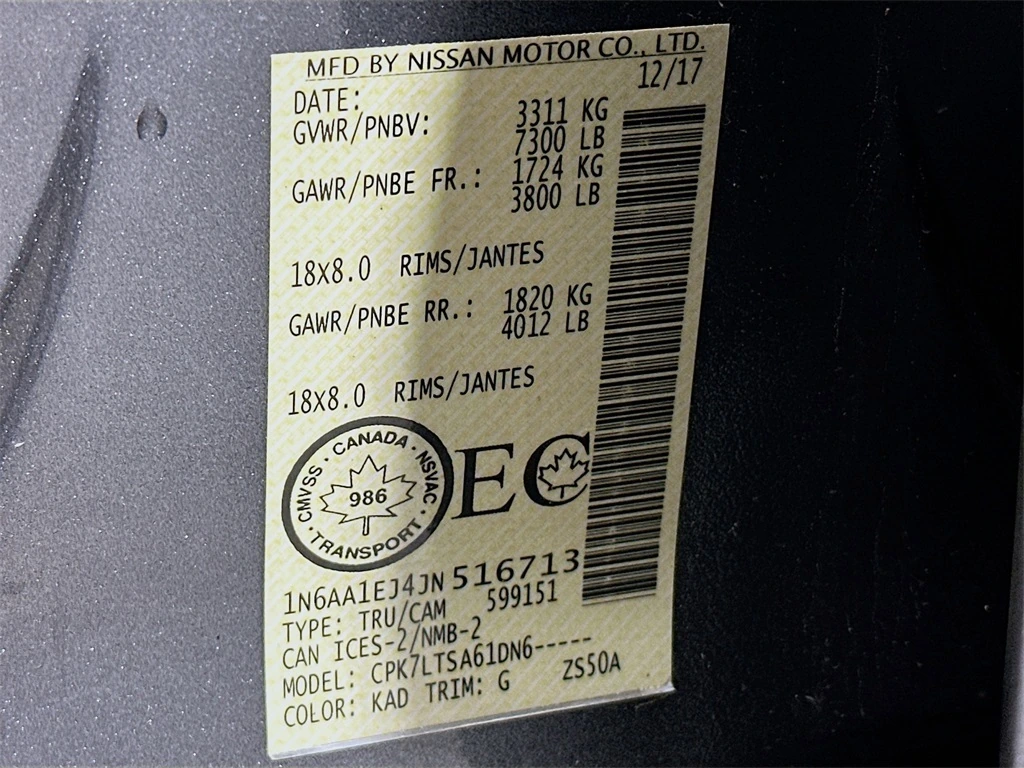 MFD BY NISSAN MOTOR CO., LTD.
DATE: 12/17
GVWR/PNBV: 3311 KG
7300 LB
GAWR/PNBE FR.: 1724 KG
3800 LB
18x8.0 RIMS/JANTES
GAWR/PNBE RR.: 1820 KG
4012 LB
18x8.0 RIMS/JANTES
CMVSS · CANADA · NSVAC · TRANSPORT ·
986
EC
1N6AA1EJ4JN516713
TYPE: TRU/CAM 599151
CAN ICES-2/NMB-2
MODEL: CPK7LTSA61DN6-----
COLOR: KAD TRIM: G ZS50A